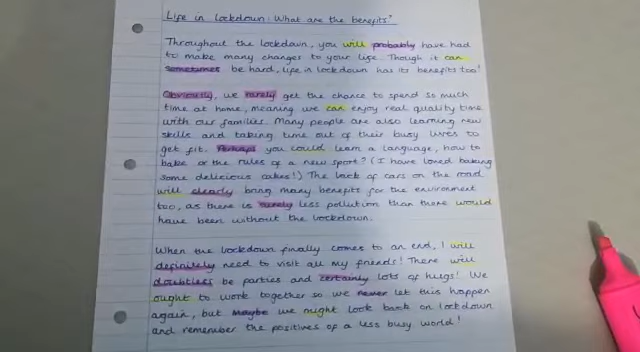 Life in lockdown: What are the benefits?
Throughout the lockdown, you will probably have had
to make many changes to your life. Though it can
sometimes be hard, life in lockdown has its benefits too!
Obviously, we rarely get the chance to spend so much
time at home, meaning we can enjoy real quality time
with our families. Many people are also learning new
skills and taking time out of their busy lives to
get fit. Perhaps you could learn a language, how to
bake or the rules of a new sport? (I have loved baking
some delicious cakes!) The lack of cars on the road
will clearly bring many benefits for the environment
too, as there is surely less pollution than there would
have been without the lockdown.
When the lockdown finally comes to an end, I will
definitely need to visit all my friends! There will
doubtless be parties and certainly lots of hugs! We
ought to work together so we never let this happen
again, but maybe we might look back on lockdown
and remember the positives of a less busy world!